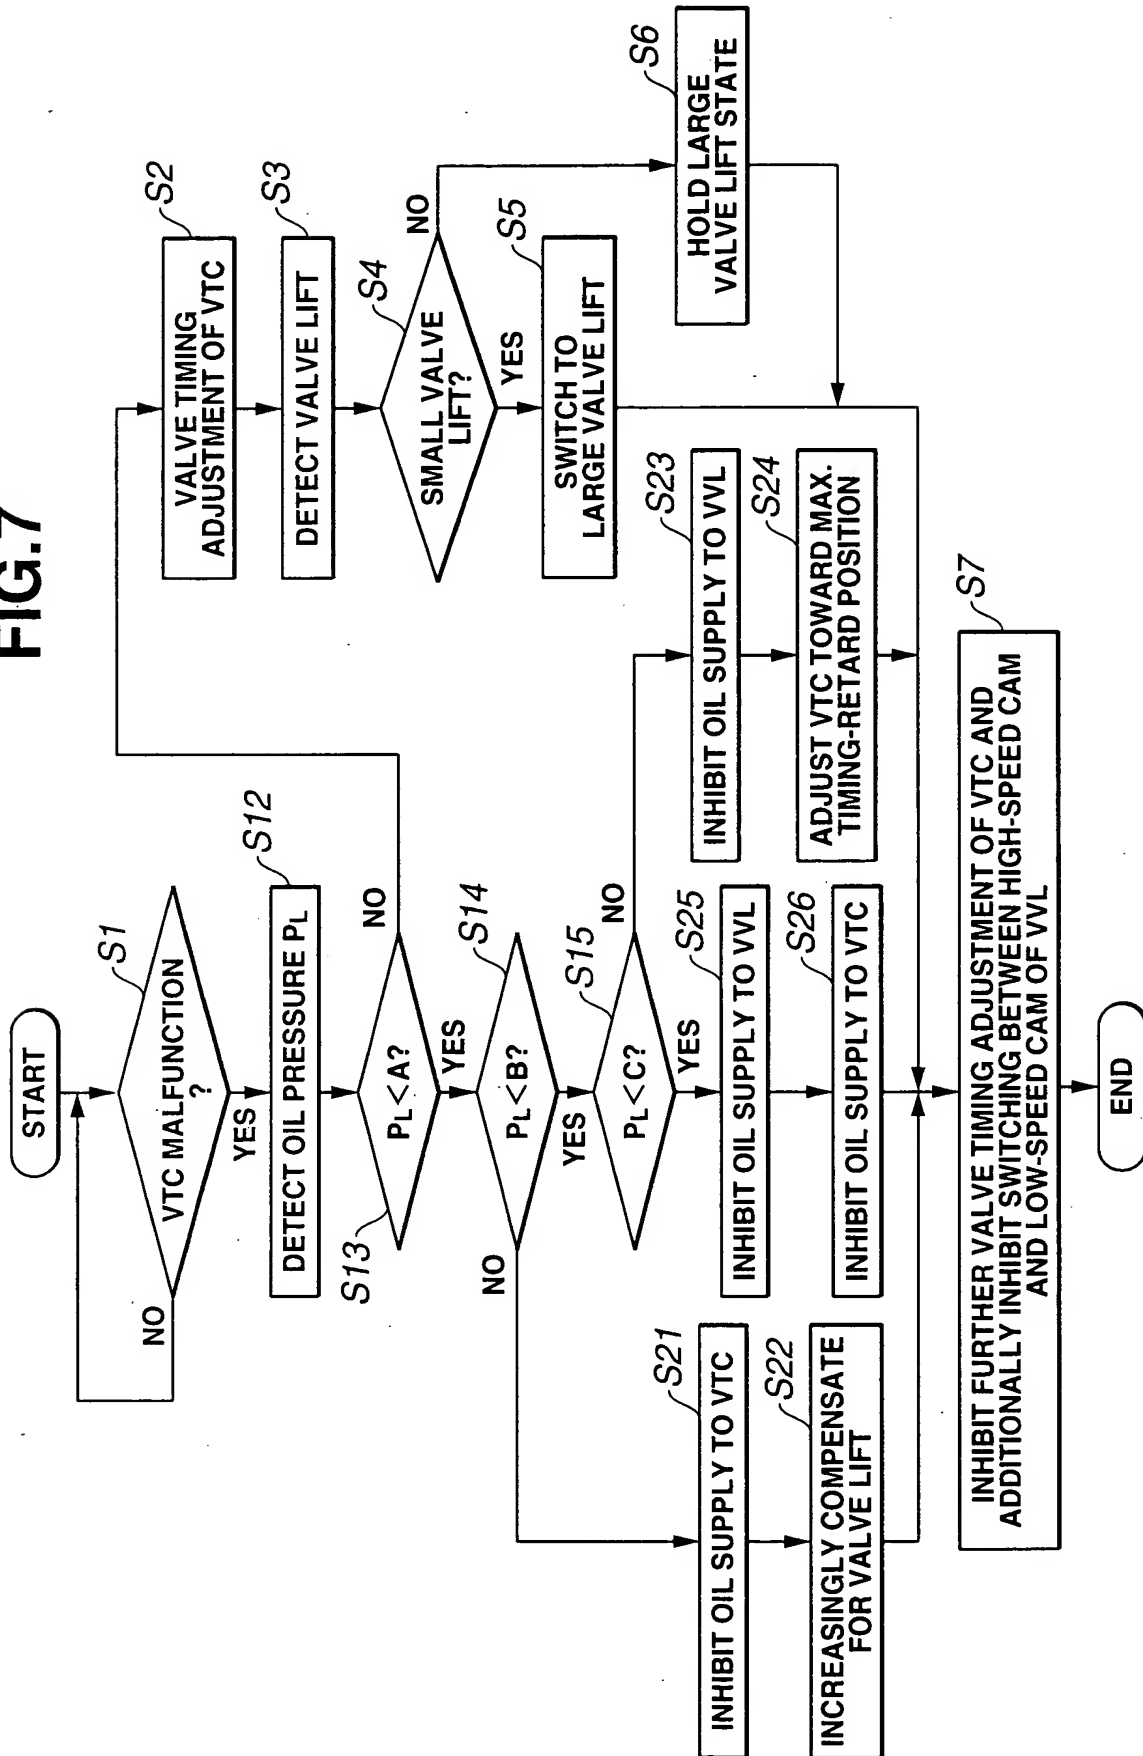 FIG.7
START
S1
VTC MALFUNCTION
?
NO
YES
S12
DETECT OIL PRESSURE PL
S13
PL<A?
NO
YES
S14
PL<B?
NO
YES
S15
PL<C?
NO
YES
S2
VALVE TIMING
ADJUSTMENT OF VTC
S3
DETECT VALVE LIFT
S4
SMALL VALVE
LIFT?
NO
YES
S5
SWITCH TO
LARGE VALVE LIFT
S6
HOLD LARGE
VALVE LIFT STATE
S21
INHIBIT OIL SUPPLY TO VTC
S22
INCREASINGLY COMPENSATE
FOR VALVE LIFT
S25
INHIBIT OIL SUPPLY TO VVL
S26
INHIBIT OIL SUPPLY TO VTC
S23
INHIBIT OIL SUPPLY TO VVL
S24
ADJUST VTC TOWARD MAX.
TIMING-RETARD POSITION
S7
INHIBIT FURTHER VALVE TIMING ADJUSTMENT OF VTC AND
ADDITIONALLY INHIBIT SWITCHING BETWEEN HIGH-SPEED CAM
AND LOW-SPEED CAM OF VVL
END